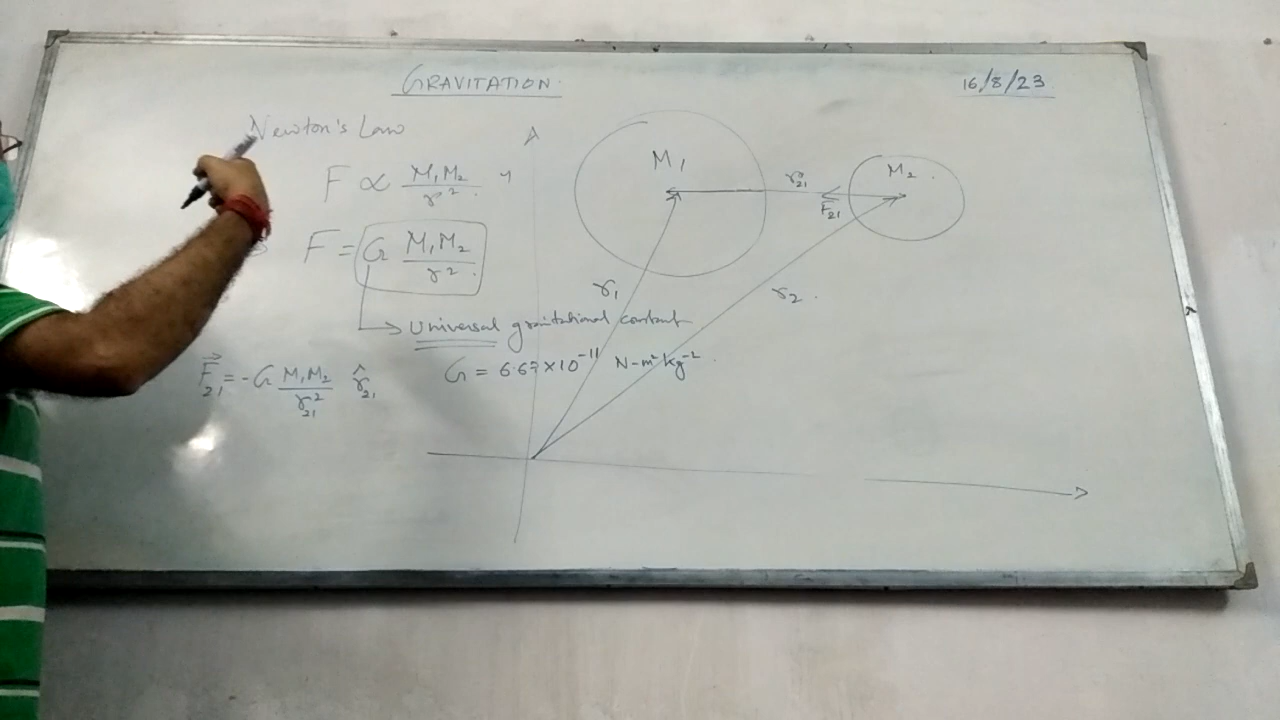 GRAVITATION.
16/8/23
Newton's Law
F ∝ M₁M₂/r².
F = G M₁M₂/r².
Universal gravitational constant
G = 6.67×10⁻¹¹ N-m² kg⁻².
F⃗₂₁ = -G M₁M₂/r₂₁² r̂₂₁
M₁
M₂.
r₂₁
F₂₁
r₁
r₂.